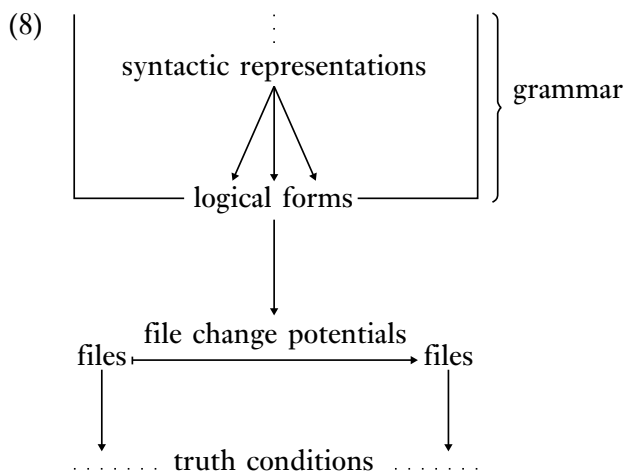 (8)
syntactic representations
grammar
logical forms
file change potentials
files files
truth conditions